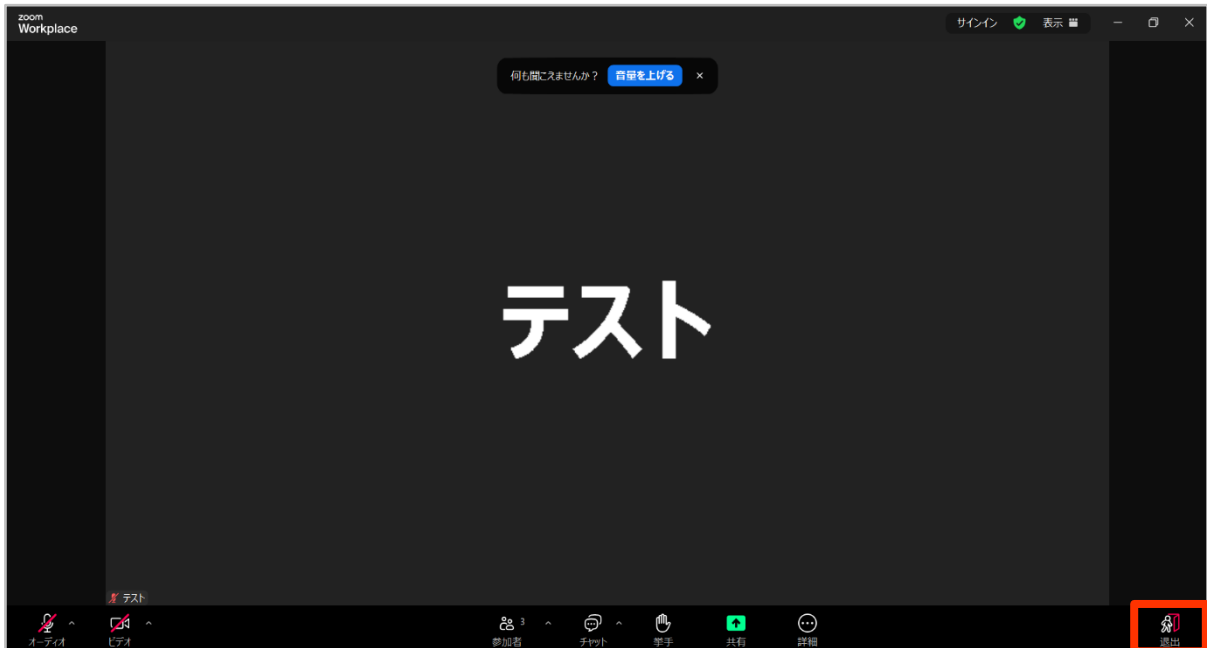 zoom
Workplace
サインイン 表示
何も聞こえませんか？ 音量を上げる ×
テスト
テスト
オーディオ ビデオ 参加者 3 チャット 挙手 共有 詳細 退出